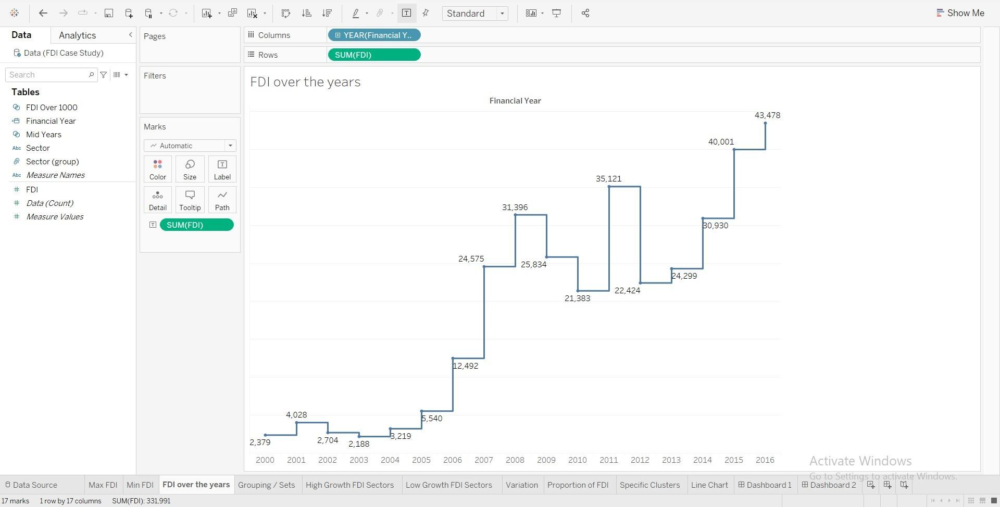 Standard
Show Me
Data
Analytics
Data (FDI Case Study)
Search
Tables
FDI Over 1000
Financial Year
Mid Years
Abc Sector
Sector (group)
Abc Measure Names
# FDI
# Data (Count)
# Measure Values
Pages
Filters
Marks
Automatic
Color
Size
T
Label
Detail
Tooltip
Path
T SUM(FDI)
Columns
YEAR(Financial Y..
Rows
SUM(FDI)
FDI over the years
Financial Year
43,478
40,001
35,121
31,396
30,930
24,575
25,834
24,299
22,424
21,383
12,492
4,028
5,540
3,219
2,379
2,704
2,188
2000 2001 2002 2003 2004 2005 2006 2007 2008 2009 2010 2011 2012 2013 2014 2015 2016
Activate Windows
Go to Settings to activate Windows.
Data Source Max FDI Min FDI FDI over the years Grouping / Sets High Growth FDI Sectors Low Growth FDI Sectors Variation Proportion of FDI Specific Clusters Line Chart Dashboard 1 Dashboard 2
17 marks 1 row by 17 columns SUM(FDI): 331,991